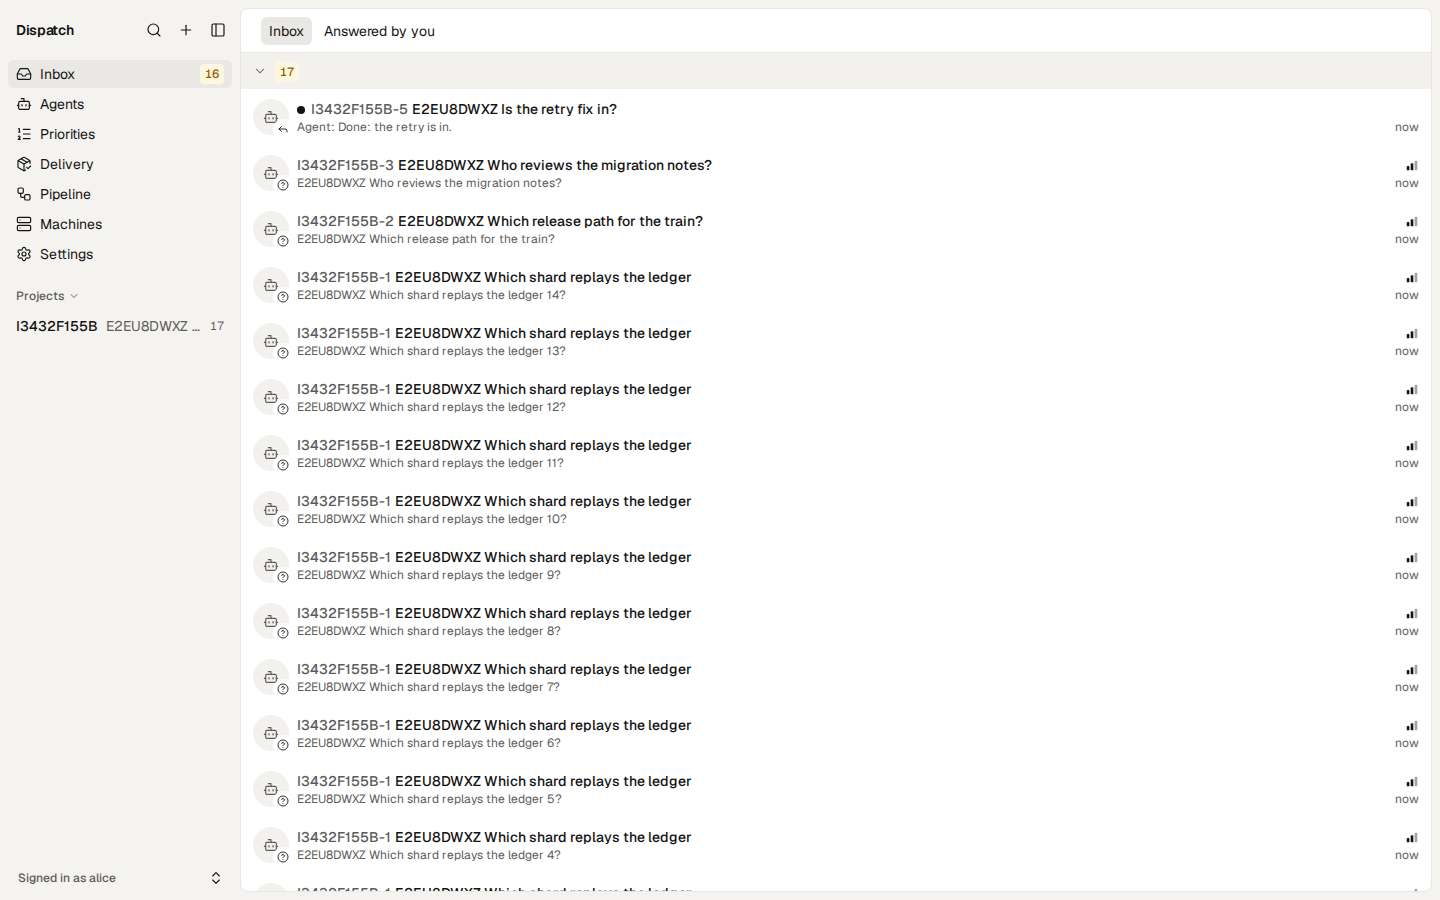 Dispatch
Inbox 16
Agents
Priorities
Delivery
Pipeline
Machines
Settings
Projects
I3432F155B E2EU8DWXZ ... 17
Signed in as alice
Inbox Answered by you
17
I3432F155B-5 E2EU8DWXZ Is the retry fix in?
Agent: Done: the retry is in. now
I3432F155B-3 E2EU8DWXZ Who reviews the migration notes?
E2EU8DWXZ Who reviews the migration notes? now
I3432F155B-2 E2EU8DWXZ Which release path for the train?
E2EU8DWXZ Which release path for the train? now
I3432F155B-1 E2EU8DWXZ Which shard replays the ledger
E2EU8DWXZ Which shard replays the ledger 14? now
I3432F155B-1 E2EU8DWXZ Which shard replays the ledger
E2EU8DWXZ Which shard replays the ledger 13? now
I3432F155B-1 E2EU8DWXZ Which shard replays the ledger
E2EU8DWXZ Which shard replays the ledger 12? now
I3432F155B-1 E2EU8DWXZ Which shard replays the ledger
E2EU8DWXZ Which shard replays the ledger 11? now
I3432F155B-1 E2EU8DWXZ Which shard replays the ledger
E2EU8DWXZ Which shard replays the ledger 10? now
I3432F155B-1 E2EU8DWXZ Which shard replays the ledger
E2EU8DWXZ Which shard replays the ledger 9? now
I3432F155B-1 E2EU8DWXZ Which shard replays the ledger
E2EU8DWXZ Which shard replays the ledger 8? now
I3432F155B-1 E2EU8DWXZ Which shard replays the ledger
E2EU8DWXZ Which shard replays the ledger 7? now
I3432F155B-1 E2EU8DWXZ Which shard replays the ledger
E2EU8DWXZ Which shard replays the ledger 6? now
I3432F155B-1 E2EU8DWXZ Which shard replays the ledger
E2EU8DWXZ Which shard replays the ledger 5? now
I3432F155B-1 E2EU8DWXZ Which shard replays the ledger
E2EU8DWXZ Which shard replays the ledger 4? now